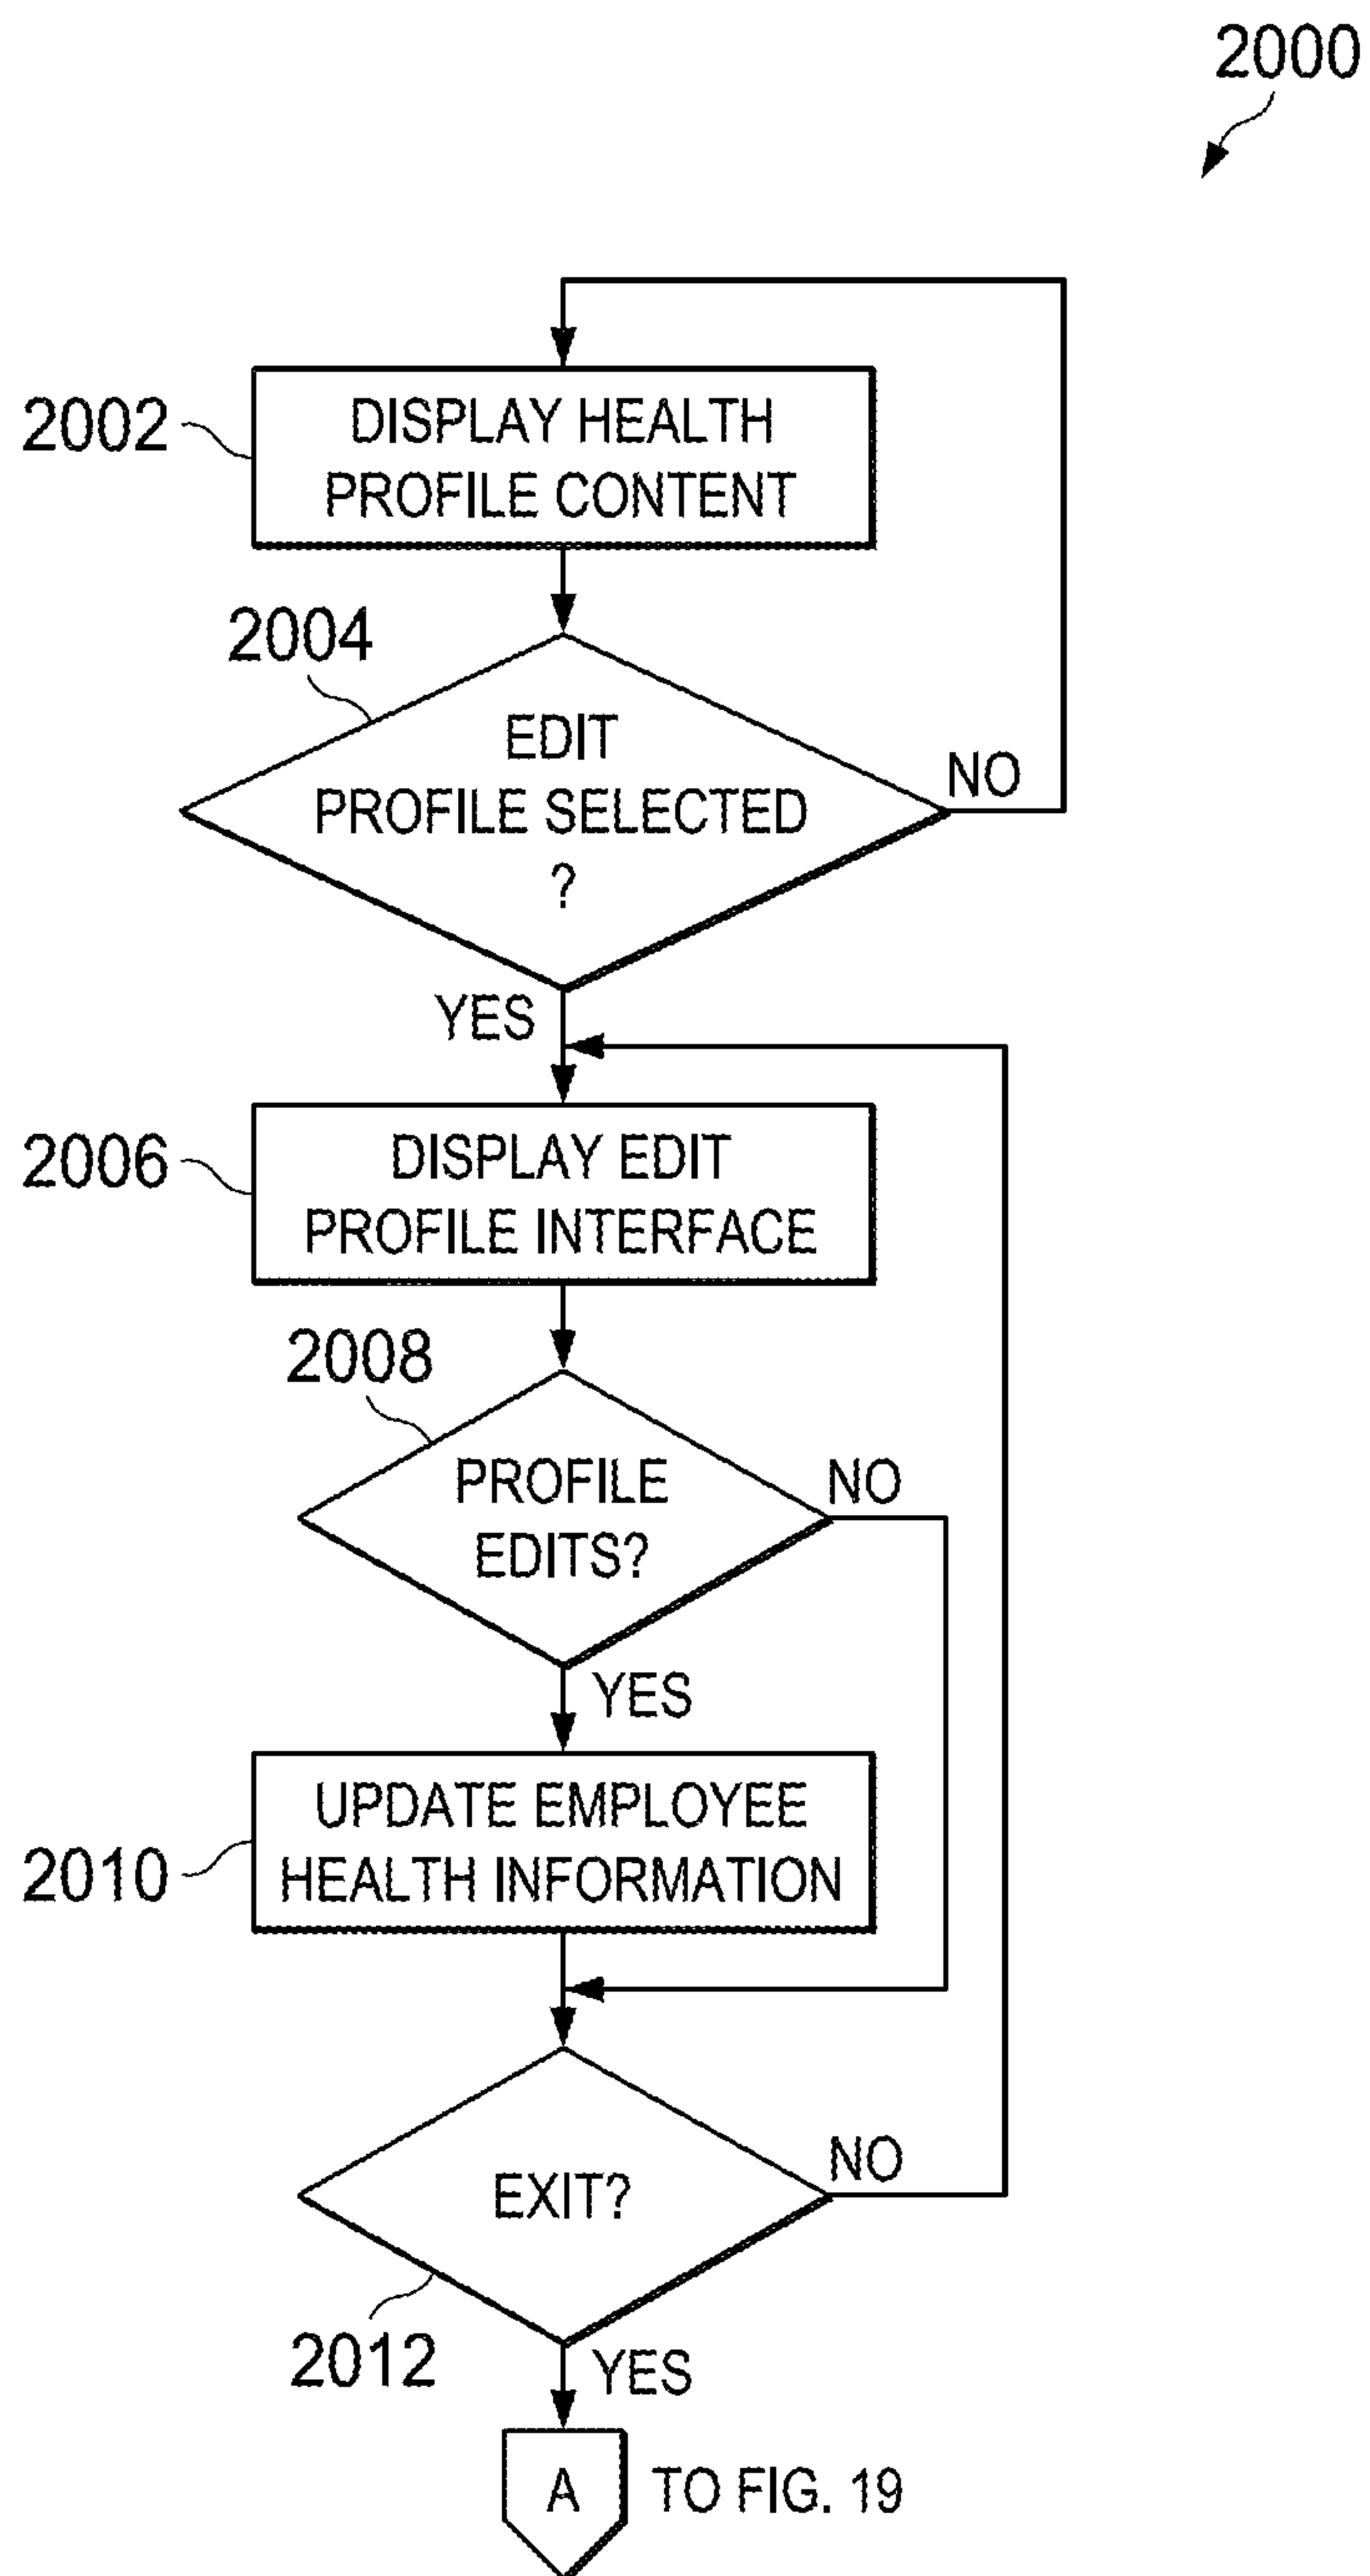 2000
2002
DISPLAY HEALTH
PROFILE CONTENT
2004
EDIT
PROFILE SELECTED
?
NO
YES
2006
DISPLAY EDIT
PROFILE INTERFACE
2008
PROFILE
EDITS?
NO
YES
2010
UPDATE EMPLOYEE
HEALTH INFORMATION
EXIT?
NO
2012
YES
A
TO FIG. 19